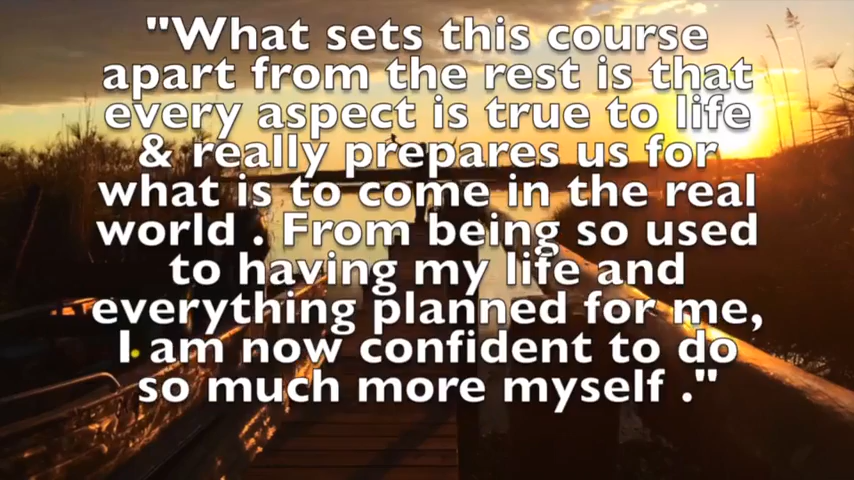 "What sets this course
apart from the rest is that
every aspect is true to life
& really prepares us for
what is to come in the real
world . From being so used
to having my life and
everything planned for me,
I am now confident to do
so much more myself ."